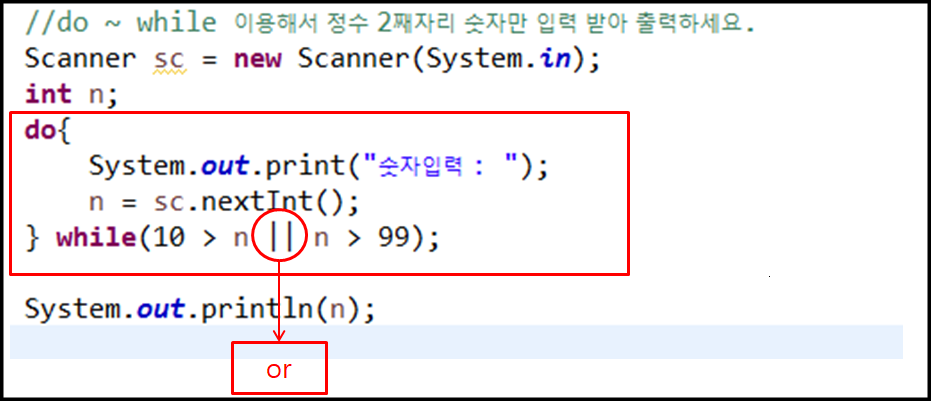 //do ~ while 이용해서 정수 2째자리 숫자만 입력 받아 출력하세요.
Scanner sc = new Scanner(System.in);
int n;
do{
System.out.print("숫자입력 : ");
n = sc.nextInt();
} while(10 > n || n > 99);
System.out.println(n);
or